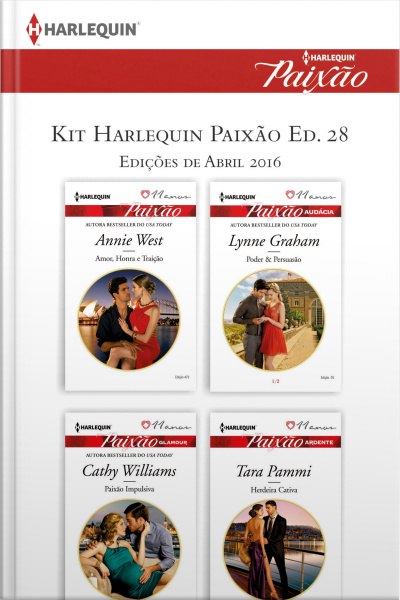 HARLEQUIN®
HARLEQUIN
Paixão
KIT HARLEQUIN PAIXÃO ED. 28
EDIÇÕES DE ABRIL 2016
HARLEQUIN® 11 anos
Paixão
AUTORA BESTSELLER DO USA TODAY
Annie West
Amor, Honra e Traição
HARLEQUIN® 11 anos
Paixão AUDÁCIA
AUTORA BESTSELLER DO USA TODAY
Lynne Graham
Poder & Persuasão
1/2
HARLEQUIN® 11 anos
Paixão GLAMOUR
AUTORA BESTSELLER DO USA TODAY
Cathy Williams
Paixão Impulsiva
HARLEQUIN® 11 anos
Paixão ARDENTE
Tara Pammi
Herdeira Cativa